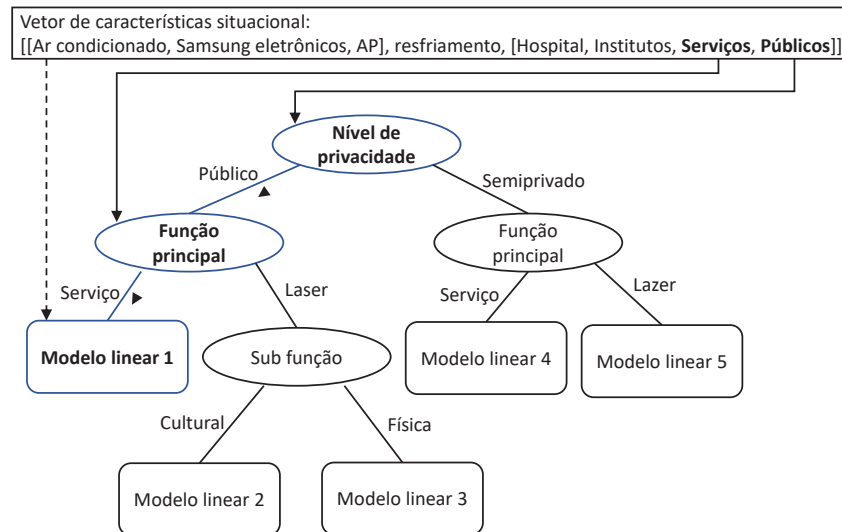 Vetor de características situacional:
[[Ar condicionado, Samsung eletrônicos, AP], resfriamento, [Hospital, Institutos, Serviços, Públicos]]
Nível de
privacidade
Público
Semiprivado
Função
principal
Função
principal
Serviço
Laser
Serviço
Lazer
Modelo linear 1
Sub função
Modelo linear 4
Modelo linear 5
Cultural
Física
Modelo linear 2
Modelo linear 3